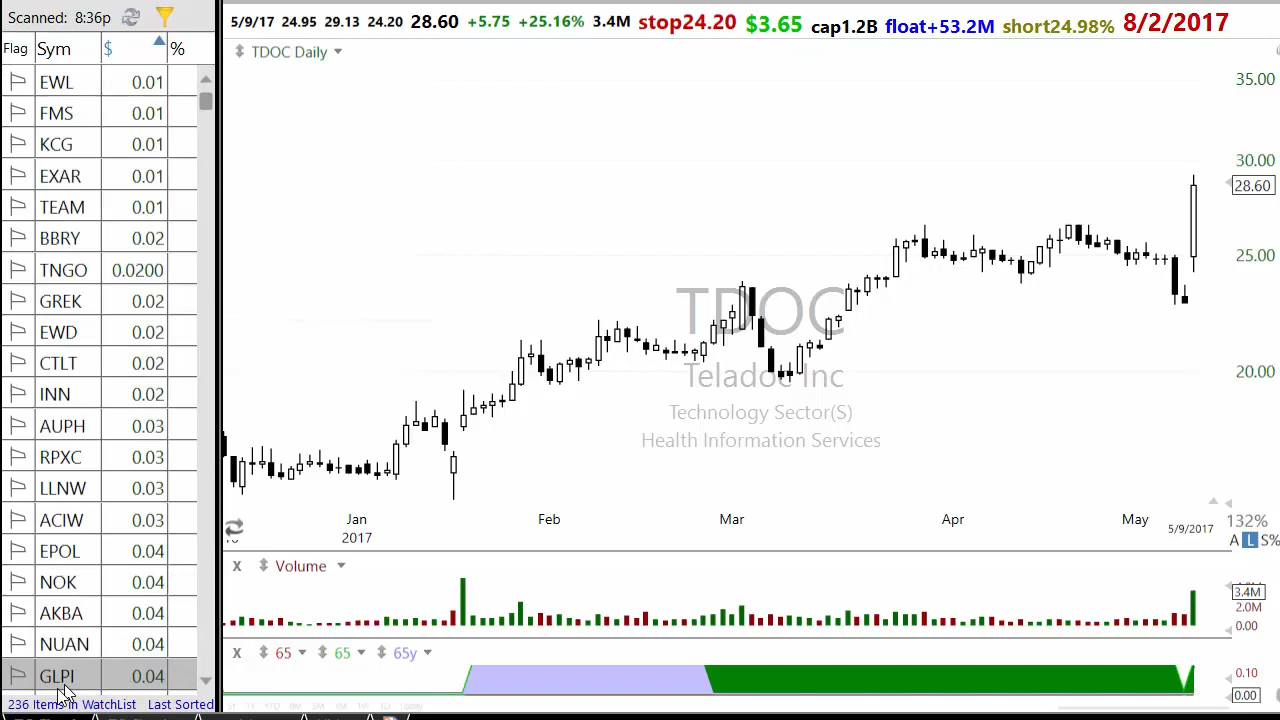 Scanned: 8:36p
Flag Sym $ %
EWL 0.01
FMS 0.01
KCG 0.01
EXAR 0.01
TEAM 0.01
BBRY 0.02
TNGO 0.0200
GREK 0.02
EWD 0.02
CTLT 0.02
INN 0.02
AUPH 0.03
RPXC 0.03
LLNW 0.03
ACIW 0.03
EPOL 0.04
NOK 0.04
AKBA 0.04
NUAN 0.04
GLPI 0.04
236 Items in WatchList Last Sorted
5/9/17 24.95 29.13 24.20 28.60 +5.75 +25.16% 3.4M stop24.20 $3.65 cap1.2B float+53.2M short24.98% 8/2/2017
TDOC Daily
35.00
30.00
28.60
25.00
20.00
TDOC
Teladoc Inc
Technology Sector(S)
Health Information Services
Jan Feb Mar Apr May 5/9/2017
2017
132%
A L S%
X Volume
3.4M
2.0M
0.00
X 65 65 65y
0.10
0.00